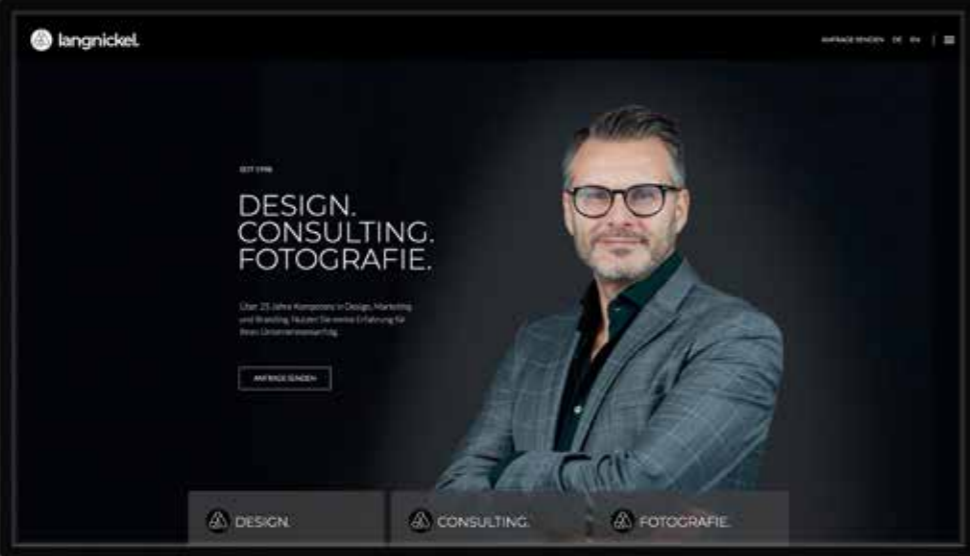 langnickel.
ANFRAGE SENDEN DE EN
SEIT 1998
DESIGN.
CONSULTING.
FOTOGRAFIE.
Über 25 Jahre Kompetenz in Design, Marketing
und Branding. Nutzen Sie meine Erfahrung für
Ihren Unternehmenserfolg.
ANFRAGE SENDEN
DESIGN.
CONSULTING.
FOTOGRAFIE.